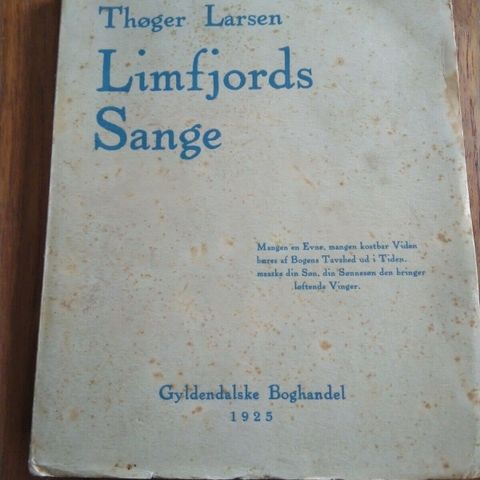 Thøger Larsen
Limfjords
Sange
Mangen en Evne, mangen kostbar Viden
bæres af Bogens Tavshed ud i Tiden,
maaske din Søn, din Sønnesøn den bringer
løftende Vinger.
Gyldendalske Boghandel
1925